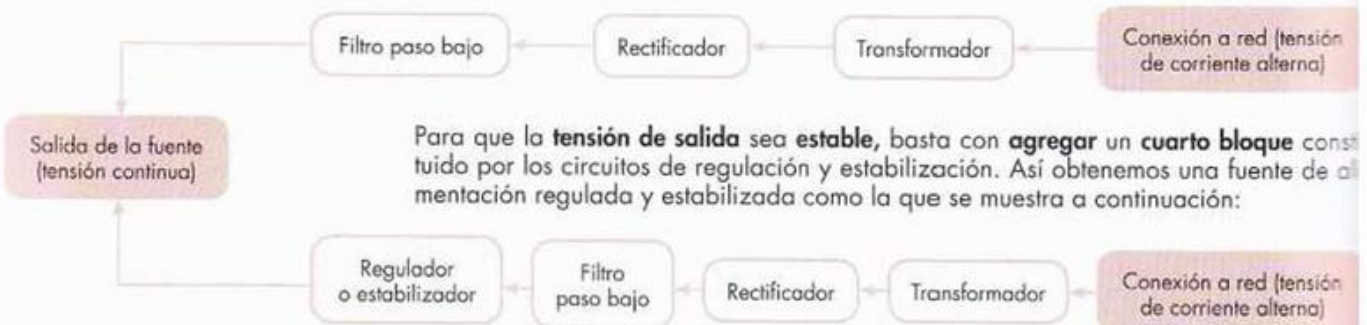 Filtro paso bajo
Rectificador
Transformador
Conexión a red (tensión
de corriente alterna)
Salida de la fuente
(tensión continua)
Para que la tensión de salida sea estable, basta con agregar un cuarto bloque const
tuido por los circuitos de regulación y estabilización. Así obtenemos una fuente de al
mentación regulada y estabilizada como la que se muestra a continuación:
Regulador
o estabilizador
Filtro
paso bajo
Rectificador
Transformador
Conexión a red (tensión
de corriente alterna)